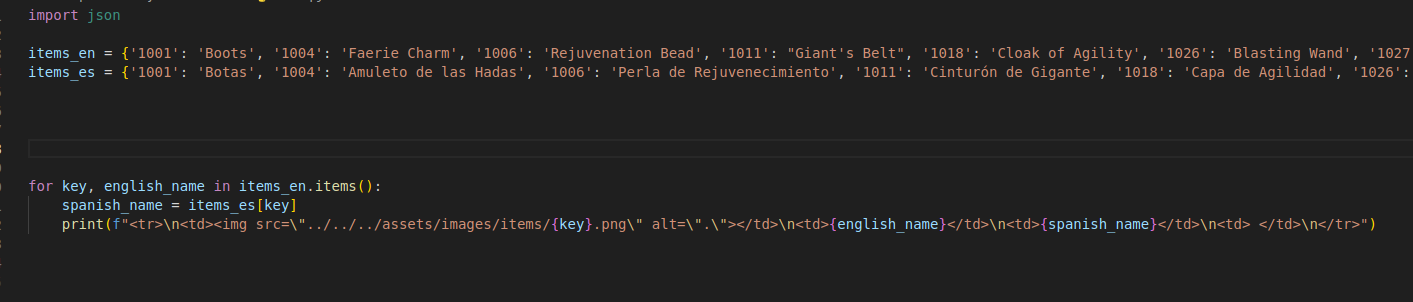 import json
items_en = {'1001': 'Boots', '1004': 'Faerie Charm', '1006': 'Rejuvenation Bead', '1011': "Giant's Belt", '1018': 'Cloak of Agility', '1026': 'Blasting Wand', '1027
items_es = {'1001': 'Botas', '1004': 'Amuleto de las Hadas', '1006': 'Perla de Rejuvenecimiento', '1011': 'Cinturón de Gigante', '1018': 'Capa de Agilidad', '1026':
for key, english_name in items_en.items():
spanish_name = items_es[key]
print(f"<tr>\n<td><img src=\"../../../assets/images/items/{key}.png\" alt=\".\"></td>\n<td>{english_name}</td>\n<td>{spanish_name}</td>\n<td> </td>\n</tr>")